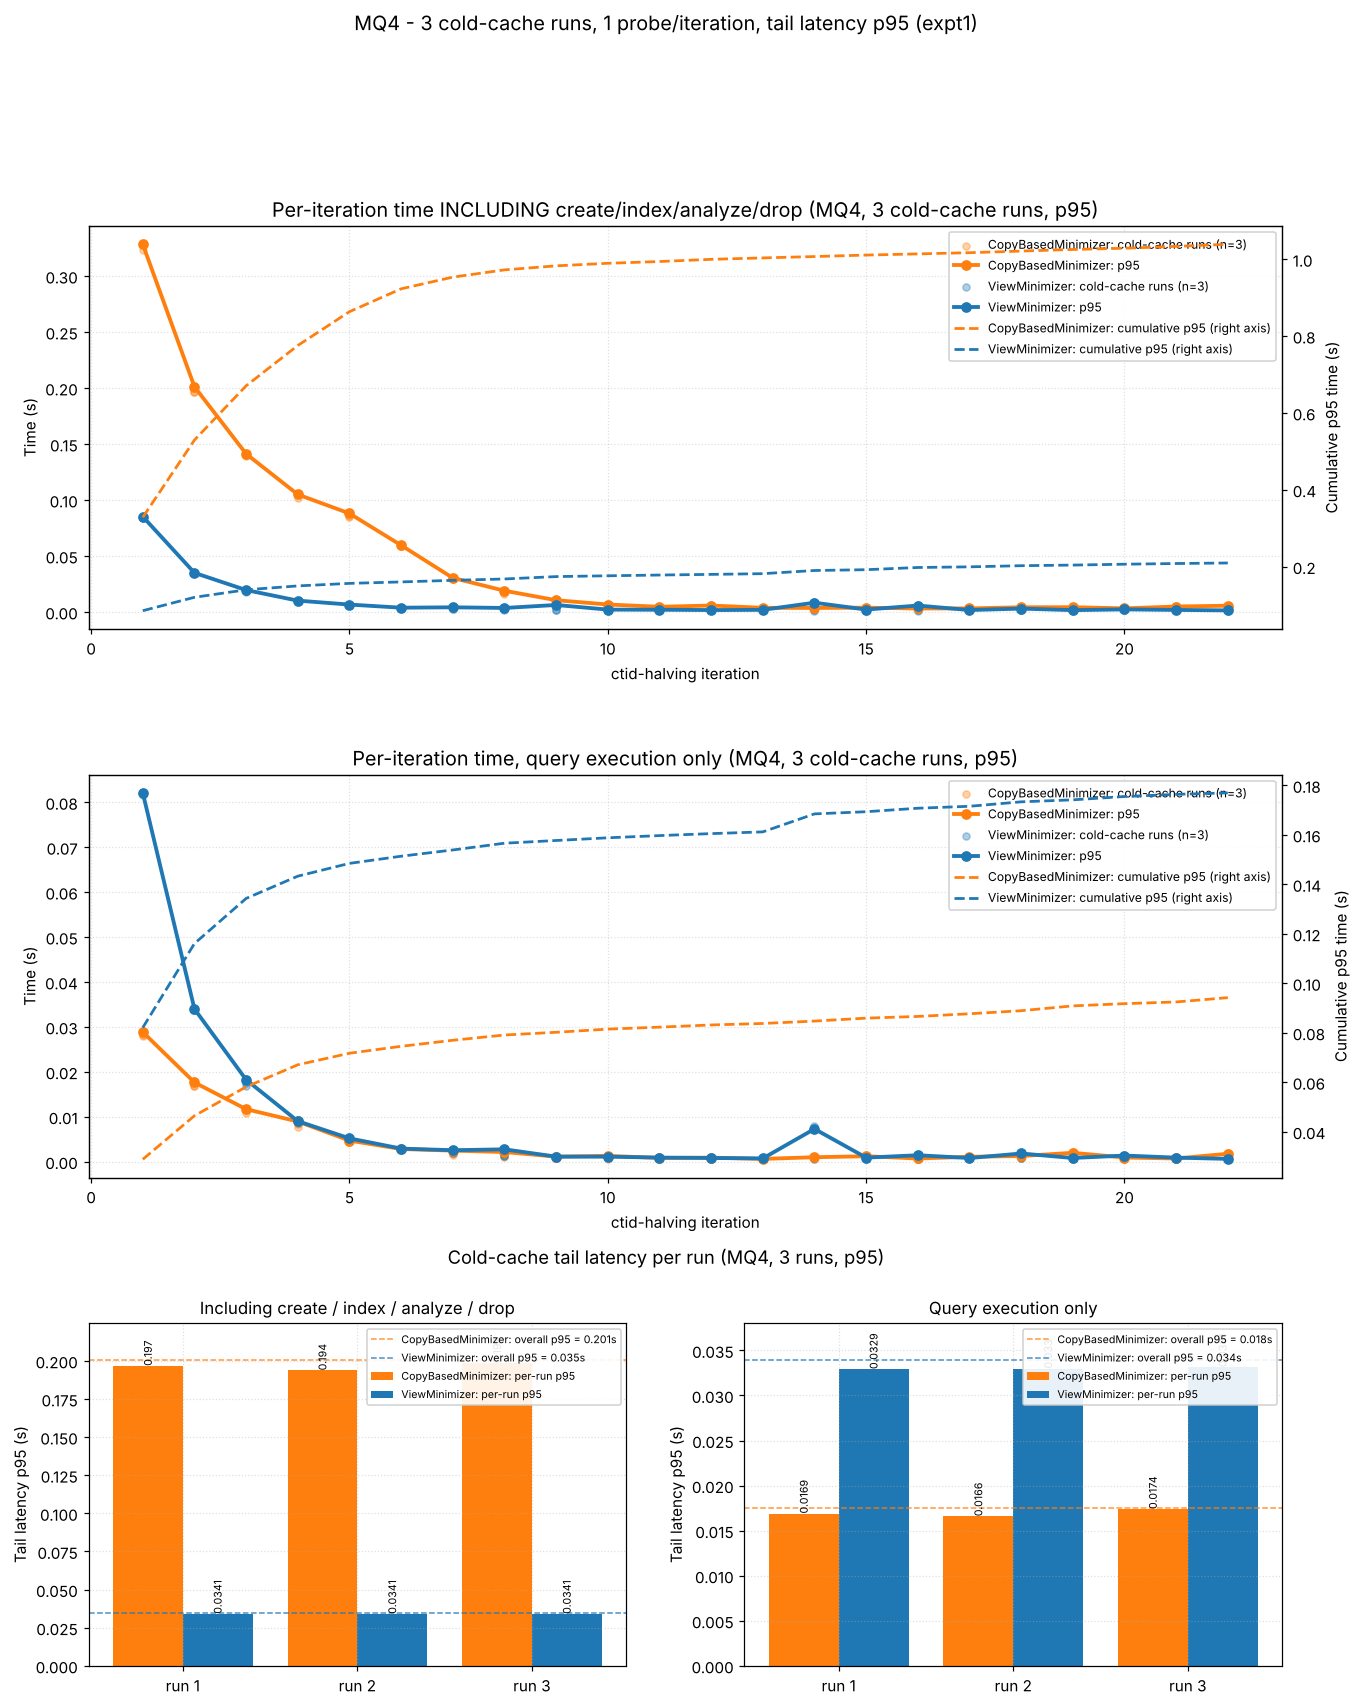 MQ4 - 3 cold-cache runs, 1 probe/iteration, tail latency p95 (expt1)
Per-iteration time INCLUDING create/index/analyze/drop (MQ4, 3 cold-cache runs, p95)
CopyBasedMinimizer: cold-cache runs (n=3)
CopyBasedMinimizer: p95
ViewMinimizer: cold-cache runs (n=3)
ViewMinimizer: p95
CopyBasedMinimizer: cumulative p95 (right axis)
ViewMinimizer: cumulative p95 (right axis)
Time (s)
0.30
0.25
0.20
0.15
0.10
0.05
0.00
1.0
0.8
0.6
0.4
0.2
Cumulative p95 time (s)
0 5 10 15 20
ctid-halving iteration
Per-iteration time, query execution only (MQ4, 3 cold-cache runs, p95)
CopyBasedMinimizer: cold-cache runs (n=3)
CopyBasedMinimizer: p95
ViewMinimizer: cold-cache runs (n=3)
ViewMinimizer: p95
CopyBasedMinimizer: cumulative p95 (right axis)
ViewMinimizer: cumulative p95 (right axis)
Time (s)
0.08
0.07
0.06
0.05
0.04
0.03
0.02
0.01
0.00
0.18
0.16
0.14
0.12
0.10
0.08
0.06
0.04
Cumulative p95 time (s)
0 5 10 15 20
ctid-halving iteration
Cold-cache tail latency per run (MQ4, 3 runs, p95)
Including create / index / analyze / drop
CopyBasedMinimizer: overall p95 = 0.201s
ViewMinimizer: overall p95 = 0.035s
CopyBasedMinimizer: per-run p95
ViewMinimizer: per-run p95
Tail latency p95 (s)
0.200
0.175
0.150
0.125
0.100
0.075
0.050
0.025
0.000
0.197
0.194
0.0341
0.0341
0.0341
run 1 run 2 run 3
Query execution only
CopyBasedMinimizer: overall p95 = 0.018s
ViewMinimizer: overall p95 = 0.034s
CopyBasedMinimizer: per-run p95
ViewMinimizer: per-run p95
Tail latency p95 (s)
0.035
0.030
0.025
0.020
0.015
0.010
0.005
0.000
0.0329
0.0169
0.0166
0.0174
run 1 run 2 run 3